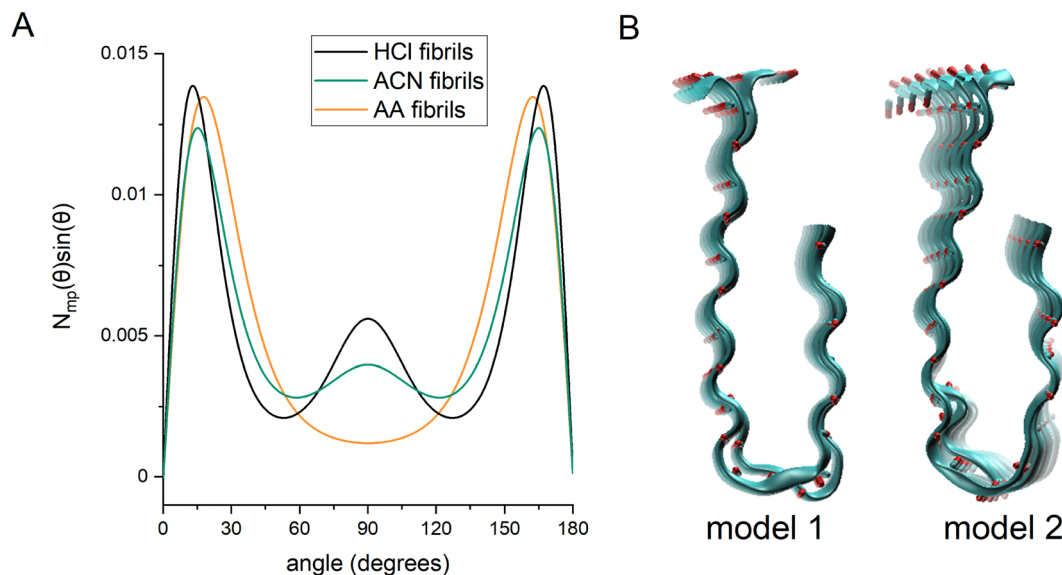 A
B
0.015
HCl fibrils
ACN fibrils
AA fibrils
0.01
N_mp(θ)sin(θ)
0.005
0
0 30 60 90 120 150 180
angle (degrees)
model 1
model 2